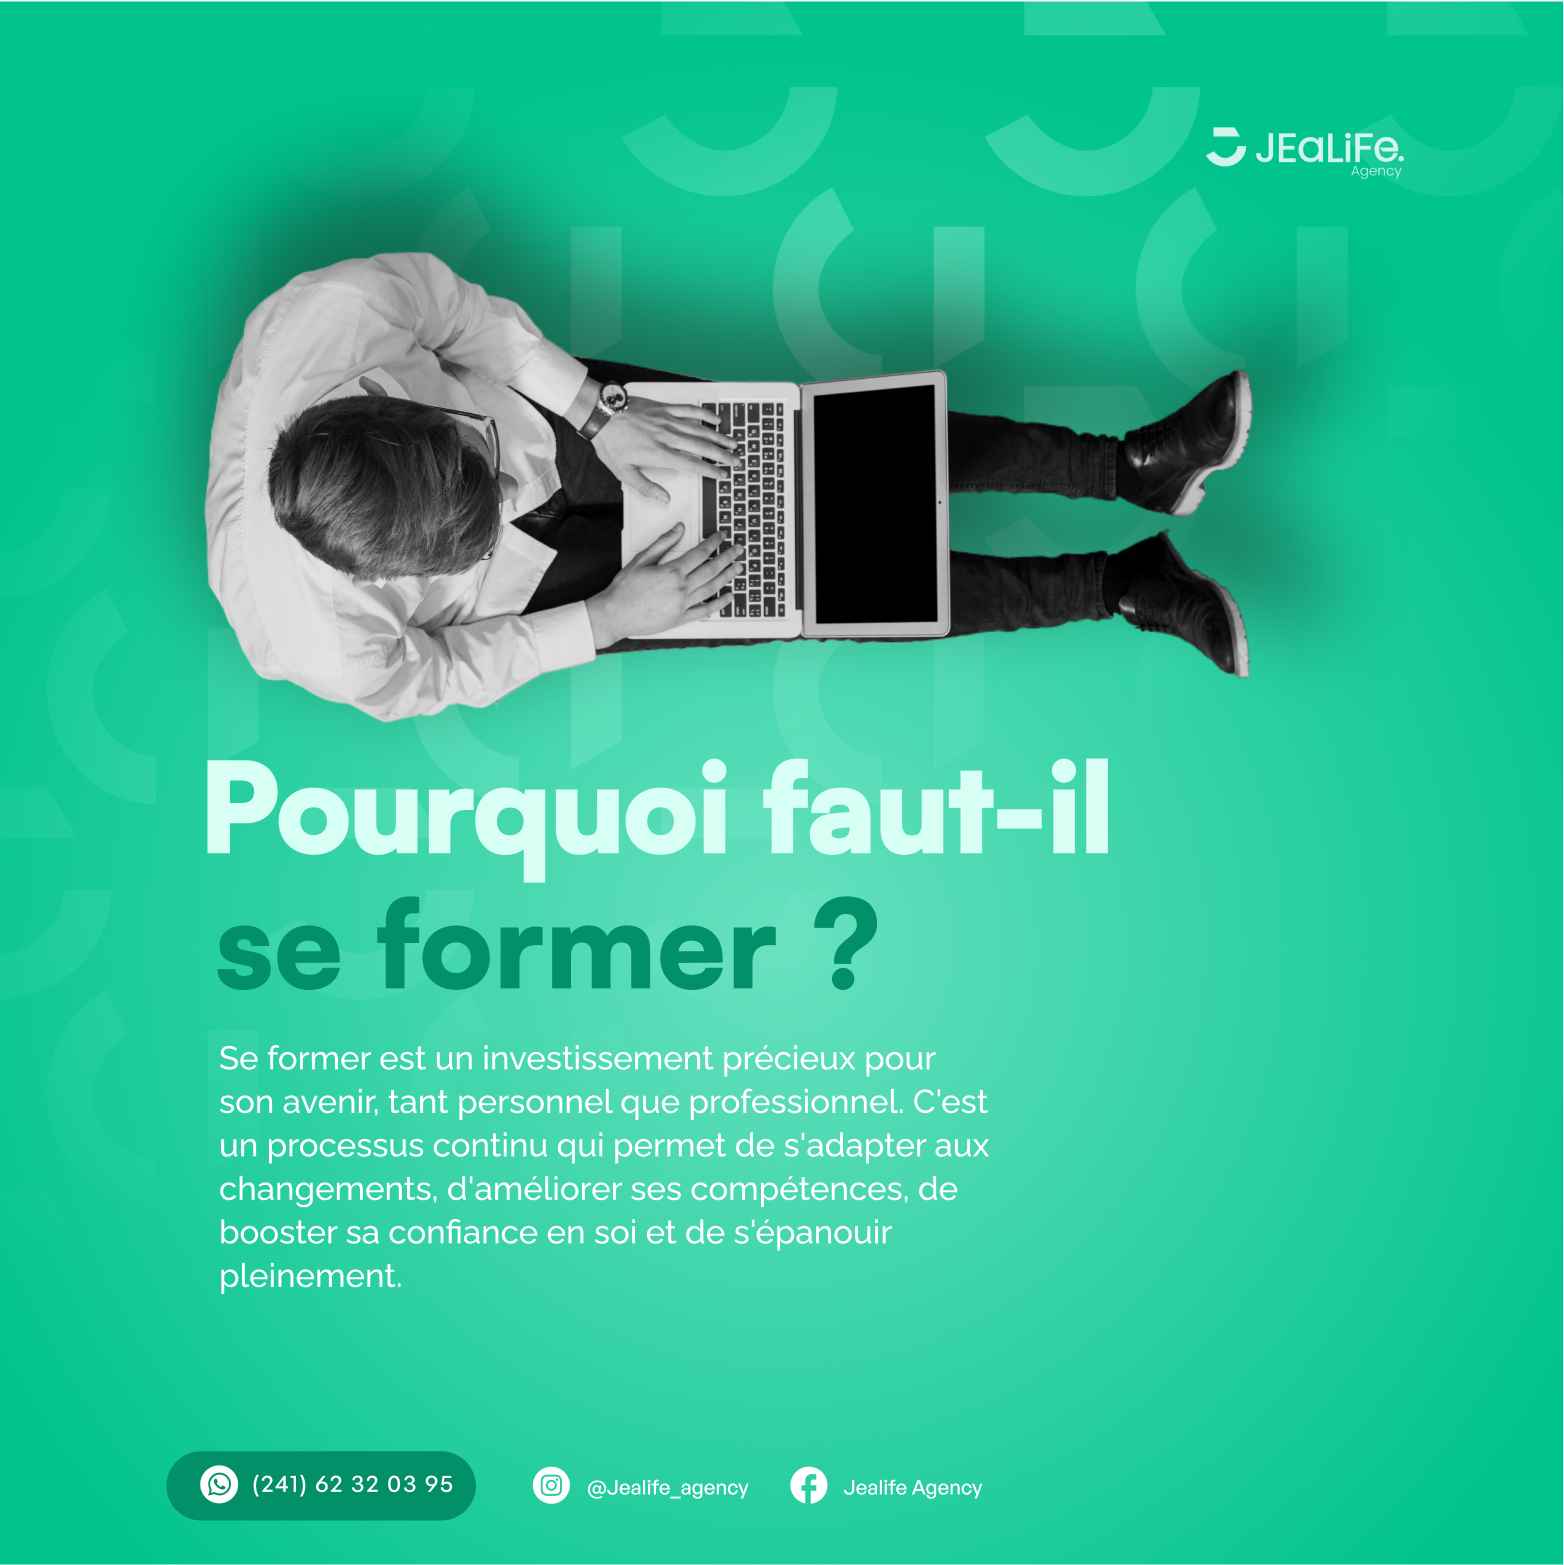 JEaLiFe.
Agency
Pourquoi faut-il
se former ?
Se former est un investissement précieux pour
son avenir, tant personnel que professionnel. C'est
un processus continu qui permet de s'adapter aux
changements, d'améliorer ses compétences, de
booster sa confiance en soi et de s'épanouir
pleinement.
(241) 62 32 03 95
@Jealife_agency
Jealife Agency